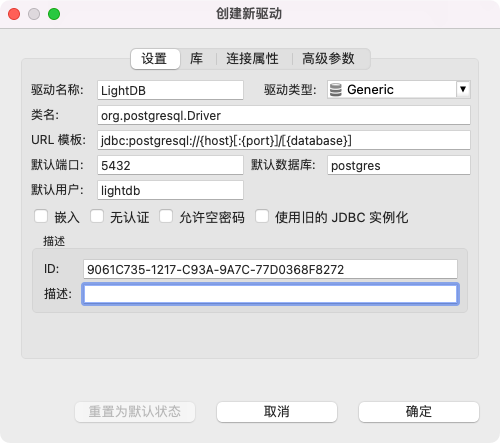 创建新驱动
设置 库 连接属性 高级参数
驱动名称: LightDB 驱动类型: Generic
类名: org.postgresql.Driver
URL 模板: jdbc:postgresql://{host}[:{port}]/[{database}]
默认端口: 5432 默认数据库: postgres
默认用户: lightdb
嵌入 无认证 允许空密码 使用旧的 JDBC 实例化
描述
ID: 9061C735-1217-C93A-9A7C-77D0368F8272
描述:
重置为默认状态 取消 确定